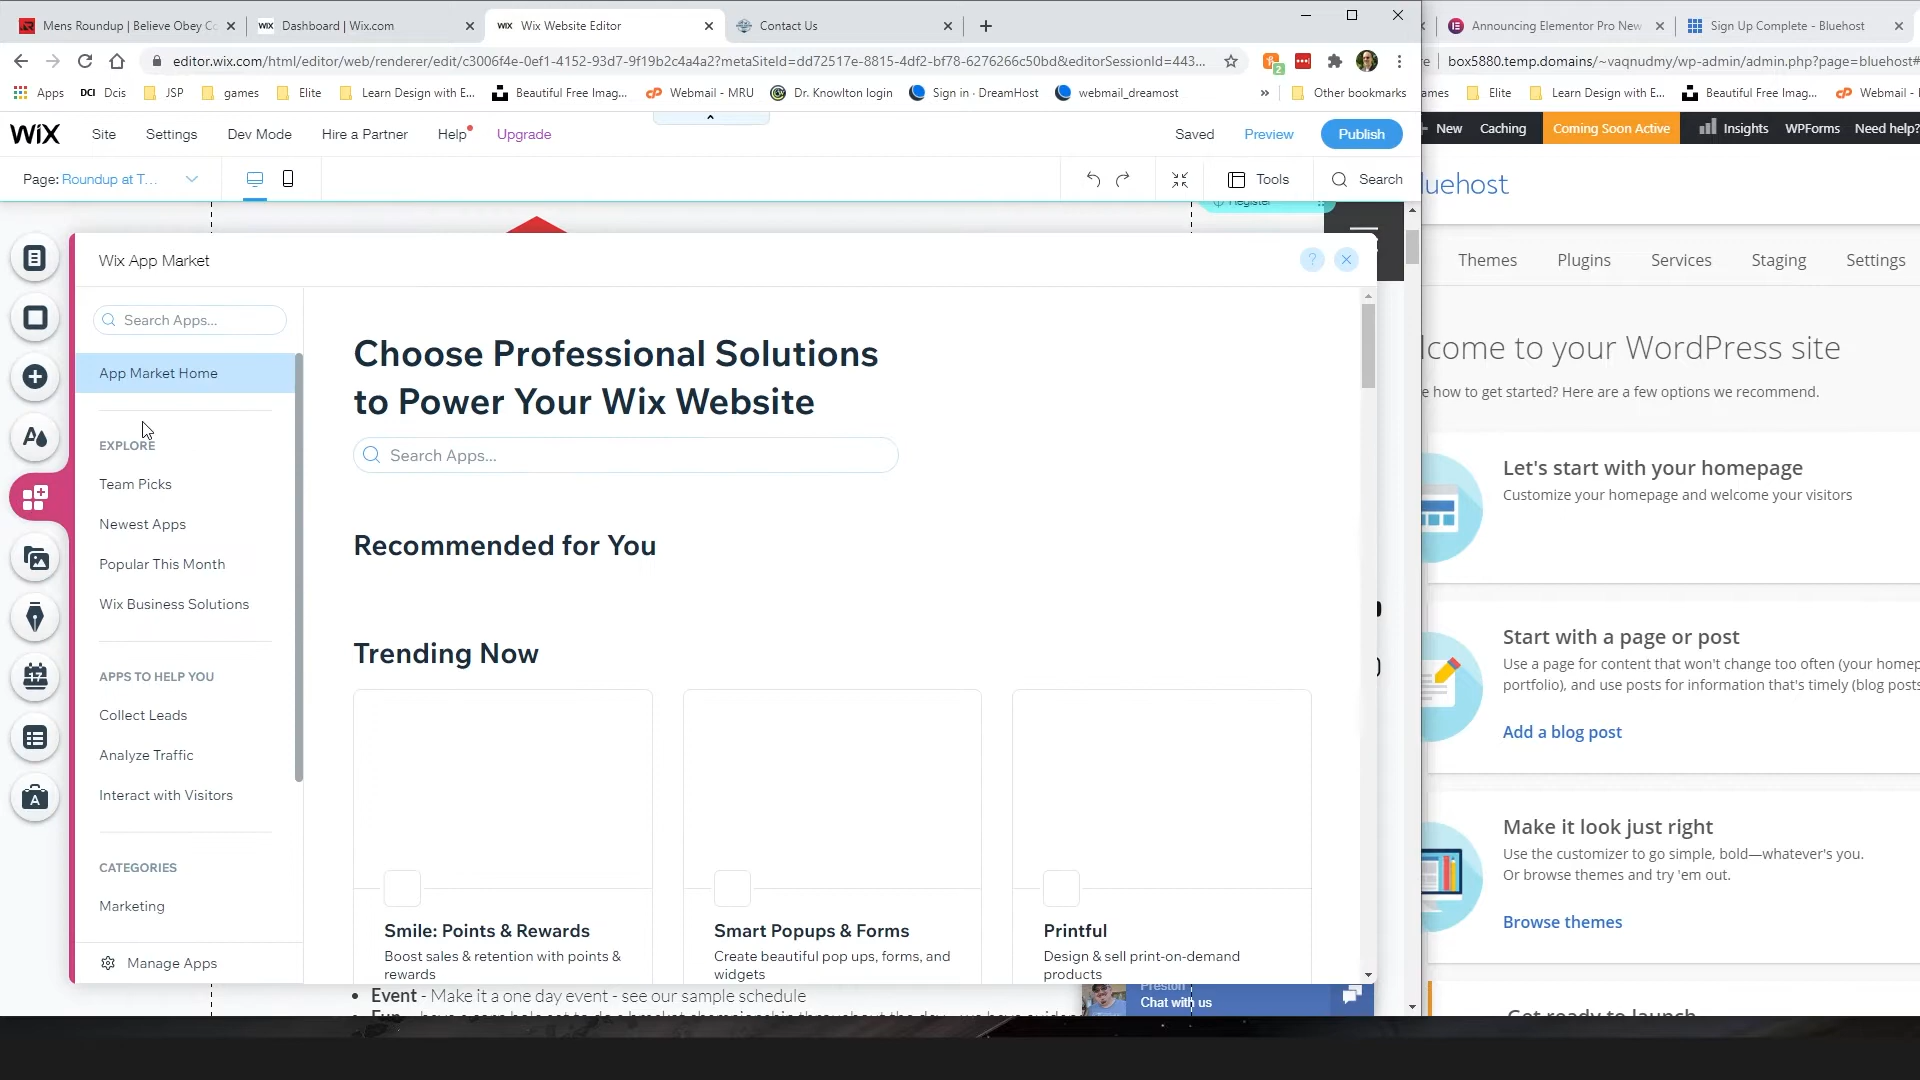 Mens Roundup | Believe Obey Co
Dashboard | Wix.com
Wix Website Editor
Contact Us
Announcing Elementor Pro New
Sign Up Complete - Bluehost
editor.wix.com/html/editor/web/renderer/edit/c3006f4e-0ef1-4152-93d7-9f19b2c4a4a2?metaSiteId=dd72517e-8815-4df2-bf78-6276266c50bd&editorSessionId=443...
box5880.temp.domains/~vaqnudmy/wp-admin/admin.php?page=bluehost#
Apps
DCI Dcis
JSP
games
Elite
Learn Design with E...
Beautiful Free Imag...
cP Webmail - MRU
Dr. Knowlton login
Sign in · DreamHost
webmail_dreamost
»
Other bookmarks
ames
Elite
Learn Design with E...
Beautiful Free Imag...
cP Webmail -
WiX
Site
Settings
Dev Mode
Hire a Partner
Help
Upgrade
Saved
Preview
Publish
New
Caching
Coming Soon Active
Insights
WPForms
Need help?
Page: Roundup at T...
Tools
Search
luehost
Register
Wix App Market
?
Themes
Plugins
Services
Staging
Settings
Search Apps...
App Market Home
EXPLORE
Team Picks
Newest Apps
Popular This Month
Wix Business Solutions
APPS TO HELP YOU
Collect Leads
Analyze Traffic
Interact with Visitors
CATEGORIES
Marketing
Manage Apps
Choose Professional Solutions
to Power Your Wix Website
Search Apps...
Recommended for You
Trending Now
Smile: Points & Rewards
Boost sales & retention with points &
rewards
Smart Popups & Forms
Create beautiful pop ups, forms, and
widgets
Printful
Design & sell print-on-demand
products
• Event - Make it a one day event - see our sample schedule
Preston
Chat with us
lcome to your WordPress site
e how to get started? Here are a few options we recommend.
Let's start with your homepage
Customize your homepage and welcome your visitors
Start with a page or post
Use a page for content that won't change too often (your homep
portfolio), and use posts for information that's timely (blog posts
Add a blog post
Make it look just right
Use the customizer to go simple, bold—whatever's you.
Or browse themes and try 'em out.
Browse themes
Get ready to launch